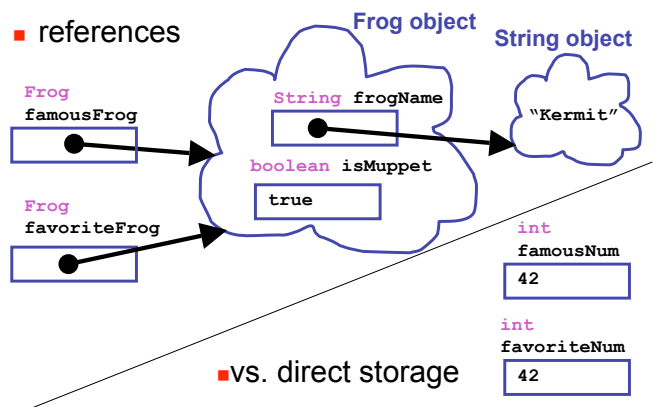 ▪ references
Frog object
String object
Frog
famousFrog
String frogName
“Kermit”
boolean isMuppet
true
Frog
favoriteFrog
int
famousNum
42
int
favoriteNum
42
▪vs. direct storage